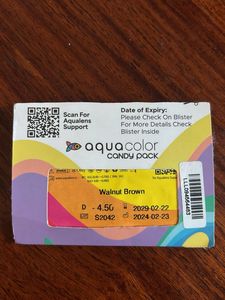 Scan For
Aqualens
Support
Date of Expiry:
Please Check On Blister
For More Details Check
Blister Inside
aquacolor
CANDY PACK
Walnut Brown
D - 4.50 2029-02-22
S2042 2024-02-23